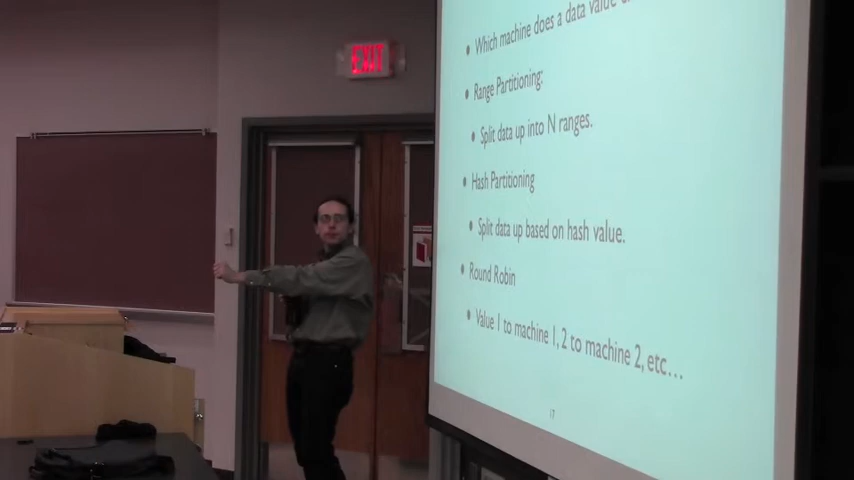 EXIT
• Which machine does a data value
• Range Partitioning:
• Split data up into N ranges.
• Hash Partitioning
• Split data up based on hash value.
• Round Robin
• Value 1 to machine 1, 2 to machine 2, etc…
17